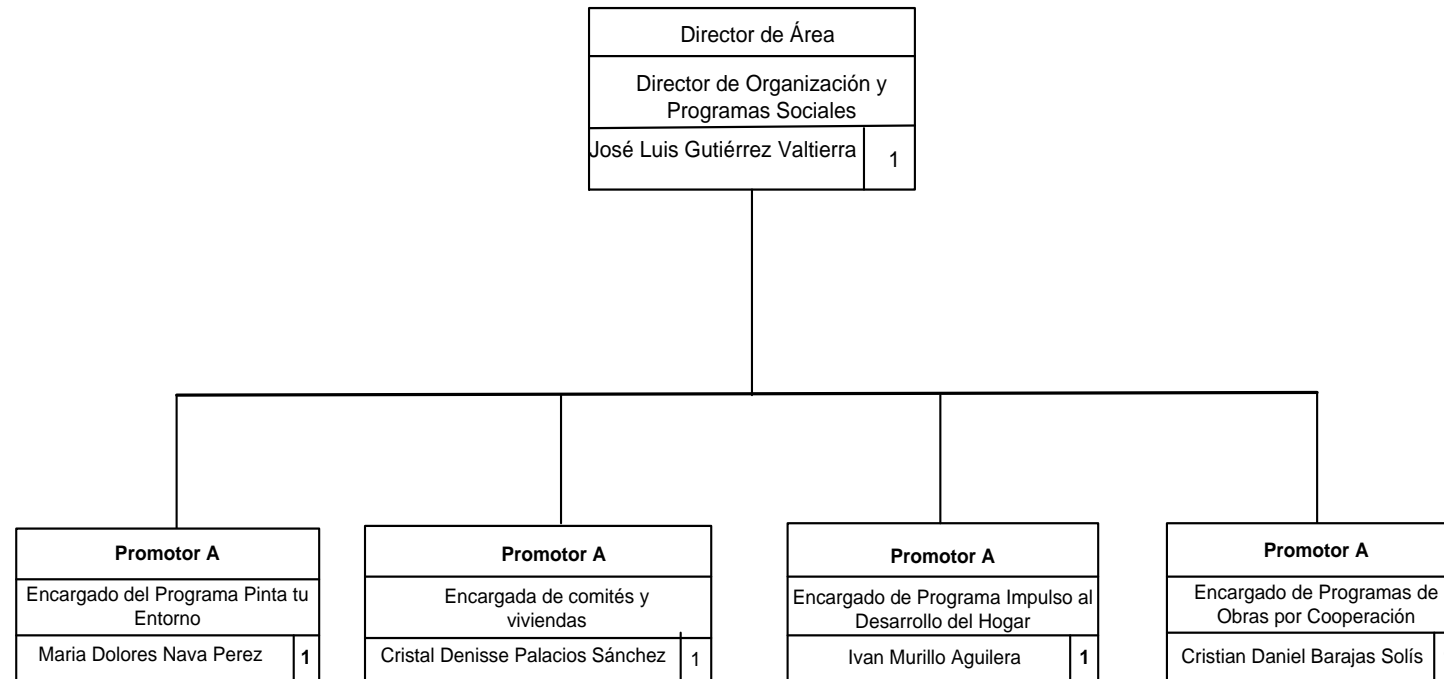 Director de Área
Director de Organización y
Programas Sociales
José Luis Gutiérrez Valtierra
1
Promotor A
Encargado del Programa Pinta tu
Entorno
Maria Dolores Nava Perez
1
Promotor A
Encargada de comités y
viviendas
Cristal Denisse Palacios Sánchez
1
Promotor A
Encargado de Programa Impulso al
Desarrollo del Hogar
Ivan Murillo Aguilera
1
Promotor A
Encargado de Programas de
Obras por Cooperación
Cristian Daniel Barajas Solís